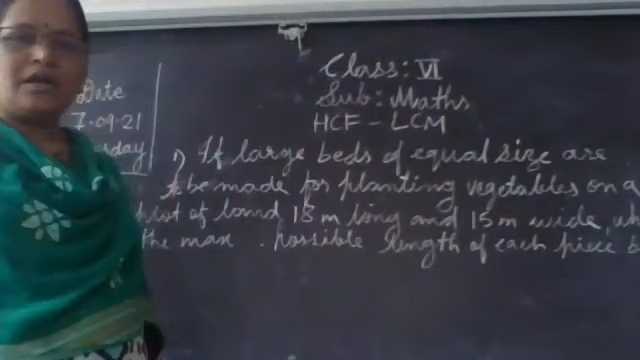 Class: VI
Sub: Maths
HCF - LCM
Date
7.09.21
1) If large beds of equal size are
to be made for planting vegetables on a
plot of land 18 m long and 15 m wide,
the max. possible length of each piece